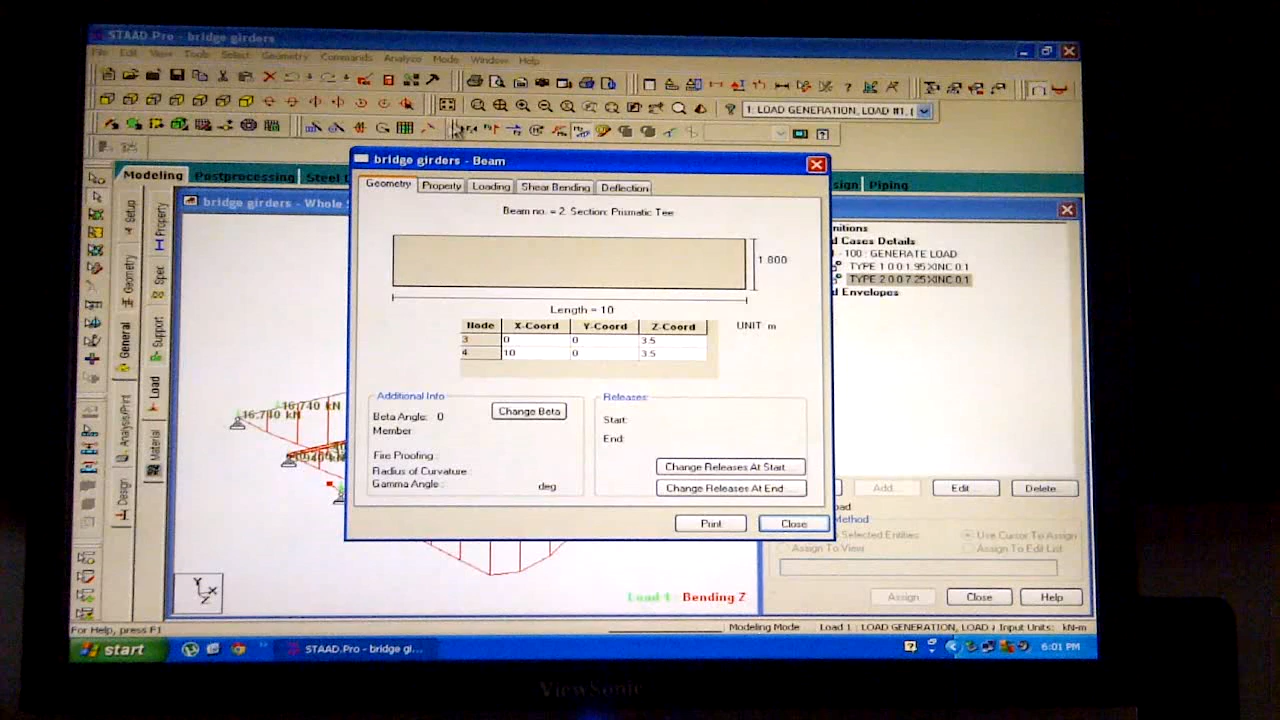 STAAD.Pro - bridge girders
File Edit View Tools Select Geometry Commands Analyze Mode Window Help
1: LOAD GENERATION, LOAD #1, (
Modeling Postprocessing Steel sign Piping
bridge girders - Whole S
bridge girders - Beam
Geometry Property Loading Shear Bending Deflection
Beam no. = 2. Section: Prismatic Tee
1.800
Length = 10
UNIT: m
Node X-Coord Y-Coord Z-Coord
3 0 0 3.5
4 10 0 3.5
Additional Info
Beta Angle: 0
Change Beta
Member
Fire Proofing:
Radius of Curvature:
Gamma Angle: deg
Releases:
Start:
End:
Change Releases At Start...
Change Releases At End...
Print
Close
Setup
Geometry
General
Analysis/Print
Design
Property
Spec
Support
Load
Material
16.740 kN
16.740 kN
Load 1 : Bending Z
Y
X
Z
nitions
d Cases Details
- 100 : GENERATE LOAD
TYPE 1 0 0 1.95 XINC 0.1
TYPE 2 0 0 7.25 XINC 0.1
d Envelopes
Add... Edit... Delete...
oad
Method
Selected Entities Use Cursor To Assign
Assign To View Assign To Edit List
Assign Close Help
For Help, press F1
Modeling Mode Load 1 : LOAD GENERATION, LOAD # Input Units: kN-m
start
STAAD.Pro - bridge gi...
6:01 PM
ViewSonic